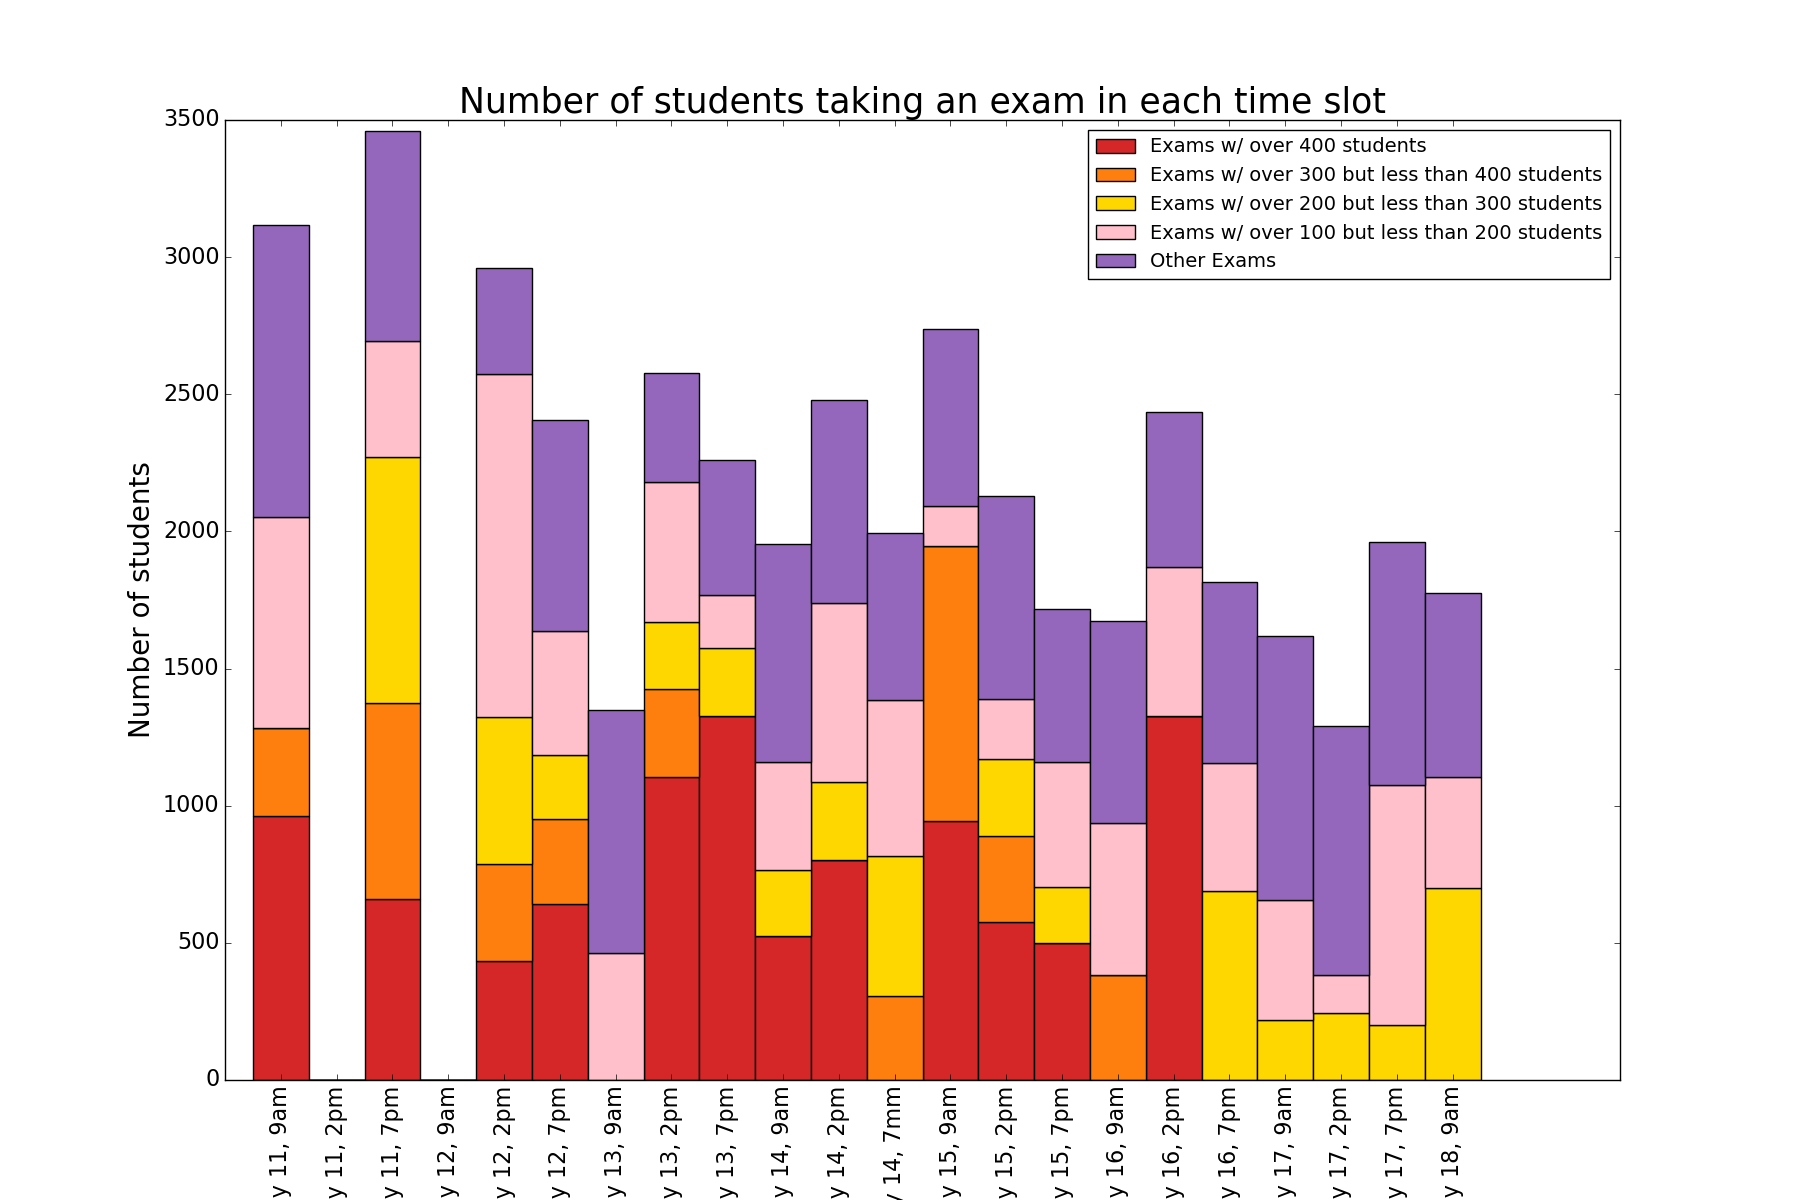 Number of students taking an exam in each time slot
Exams w/ over 400 students
Exams w/ over 300 but less than 400 students
Exams w/ over 200 but less than 300 students
Exams w/ over 100 but less than 200 students
Other Exams
Number of students
3500
3000
2500
2000
1500
1000
500
0
y 11, 9am
y 11, 2pm
y 11, 7pm
y 12, 9am
y 12, 2pm
y 12, 7pm
y 13, 9am
y 13, 2pm
y 13, 7pm
y 14, 9am
y 14, 2pm
y 14, 7mm
y 15, 9am
y 15, 2pm
y 15, 7pm
y 16, 9am
y 16, 2pm
y 16, 7pm
y 17, 9am
y 17, 2pm
y 17, 7pm
y 18, 9am